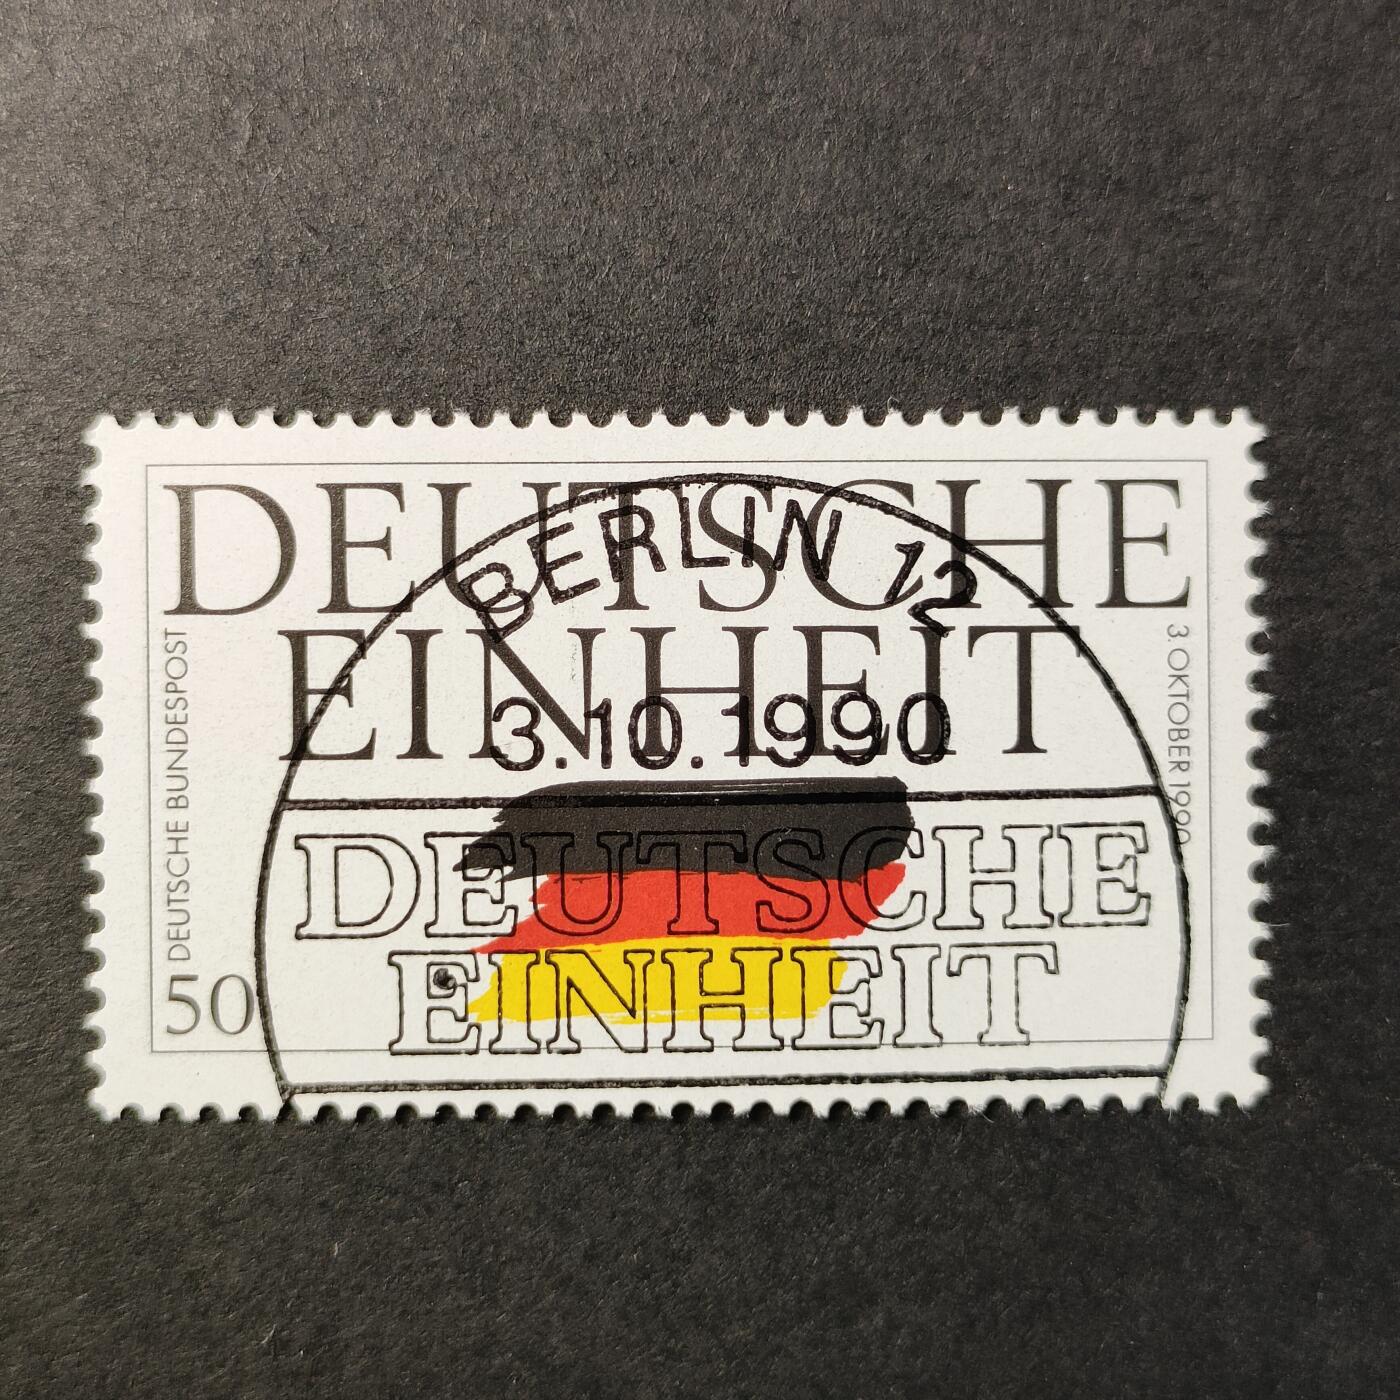 DEUTSCHE
EINHEIT
DEUTSCHE BUNDESPOST
3. OKTOBER 1990
50
BERLIN 12
3.10.1990
DEUTSCHE
EINHEIT